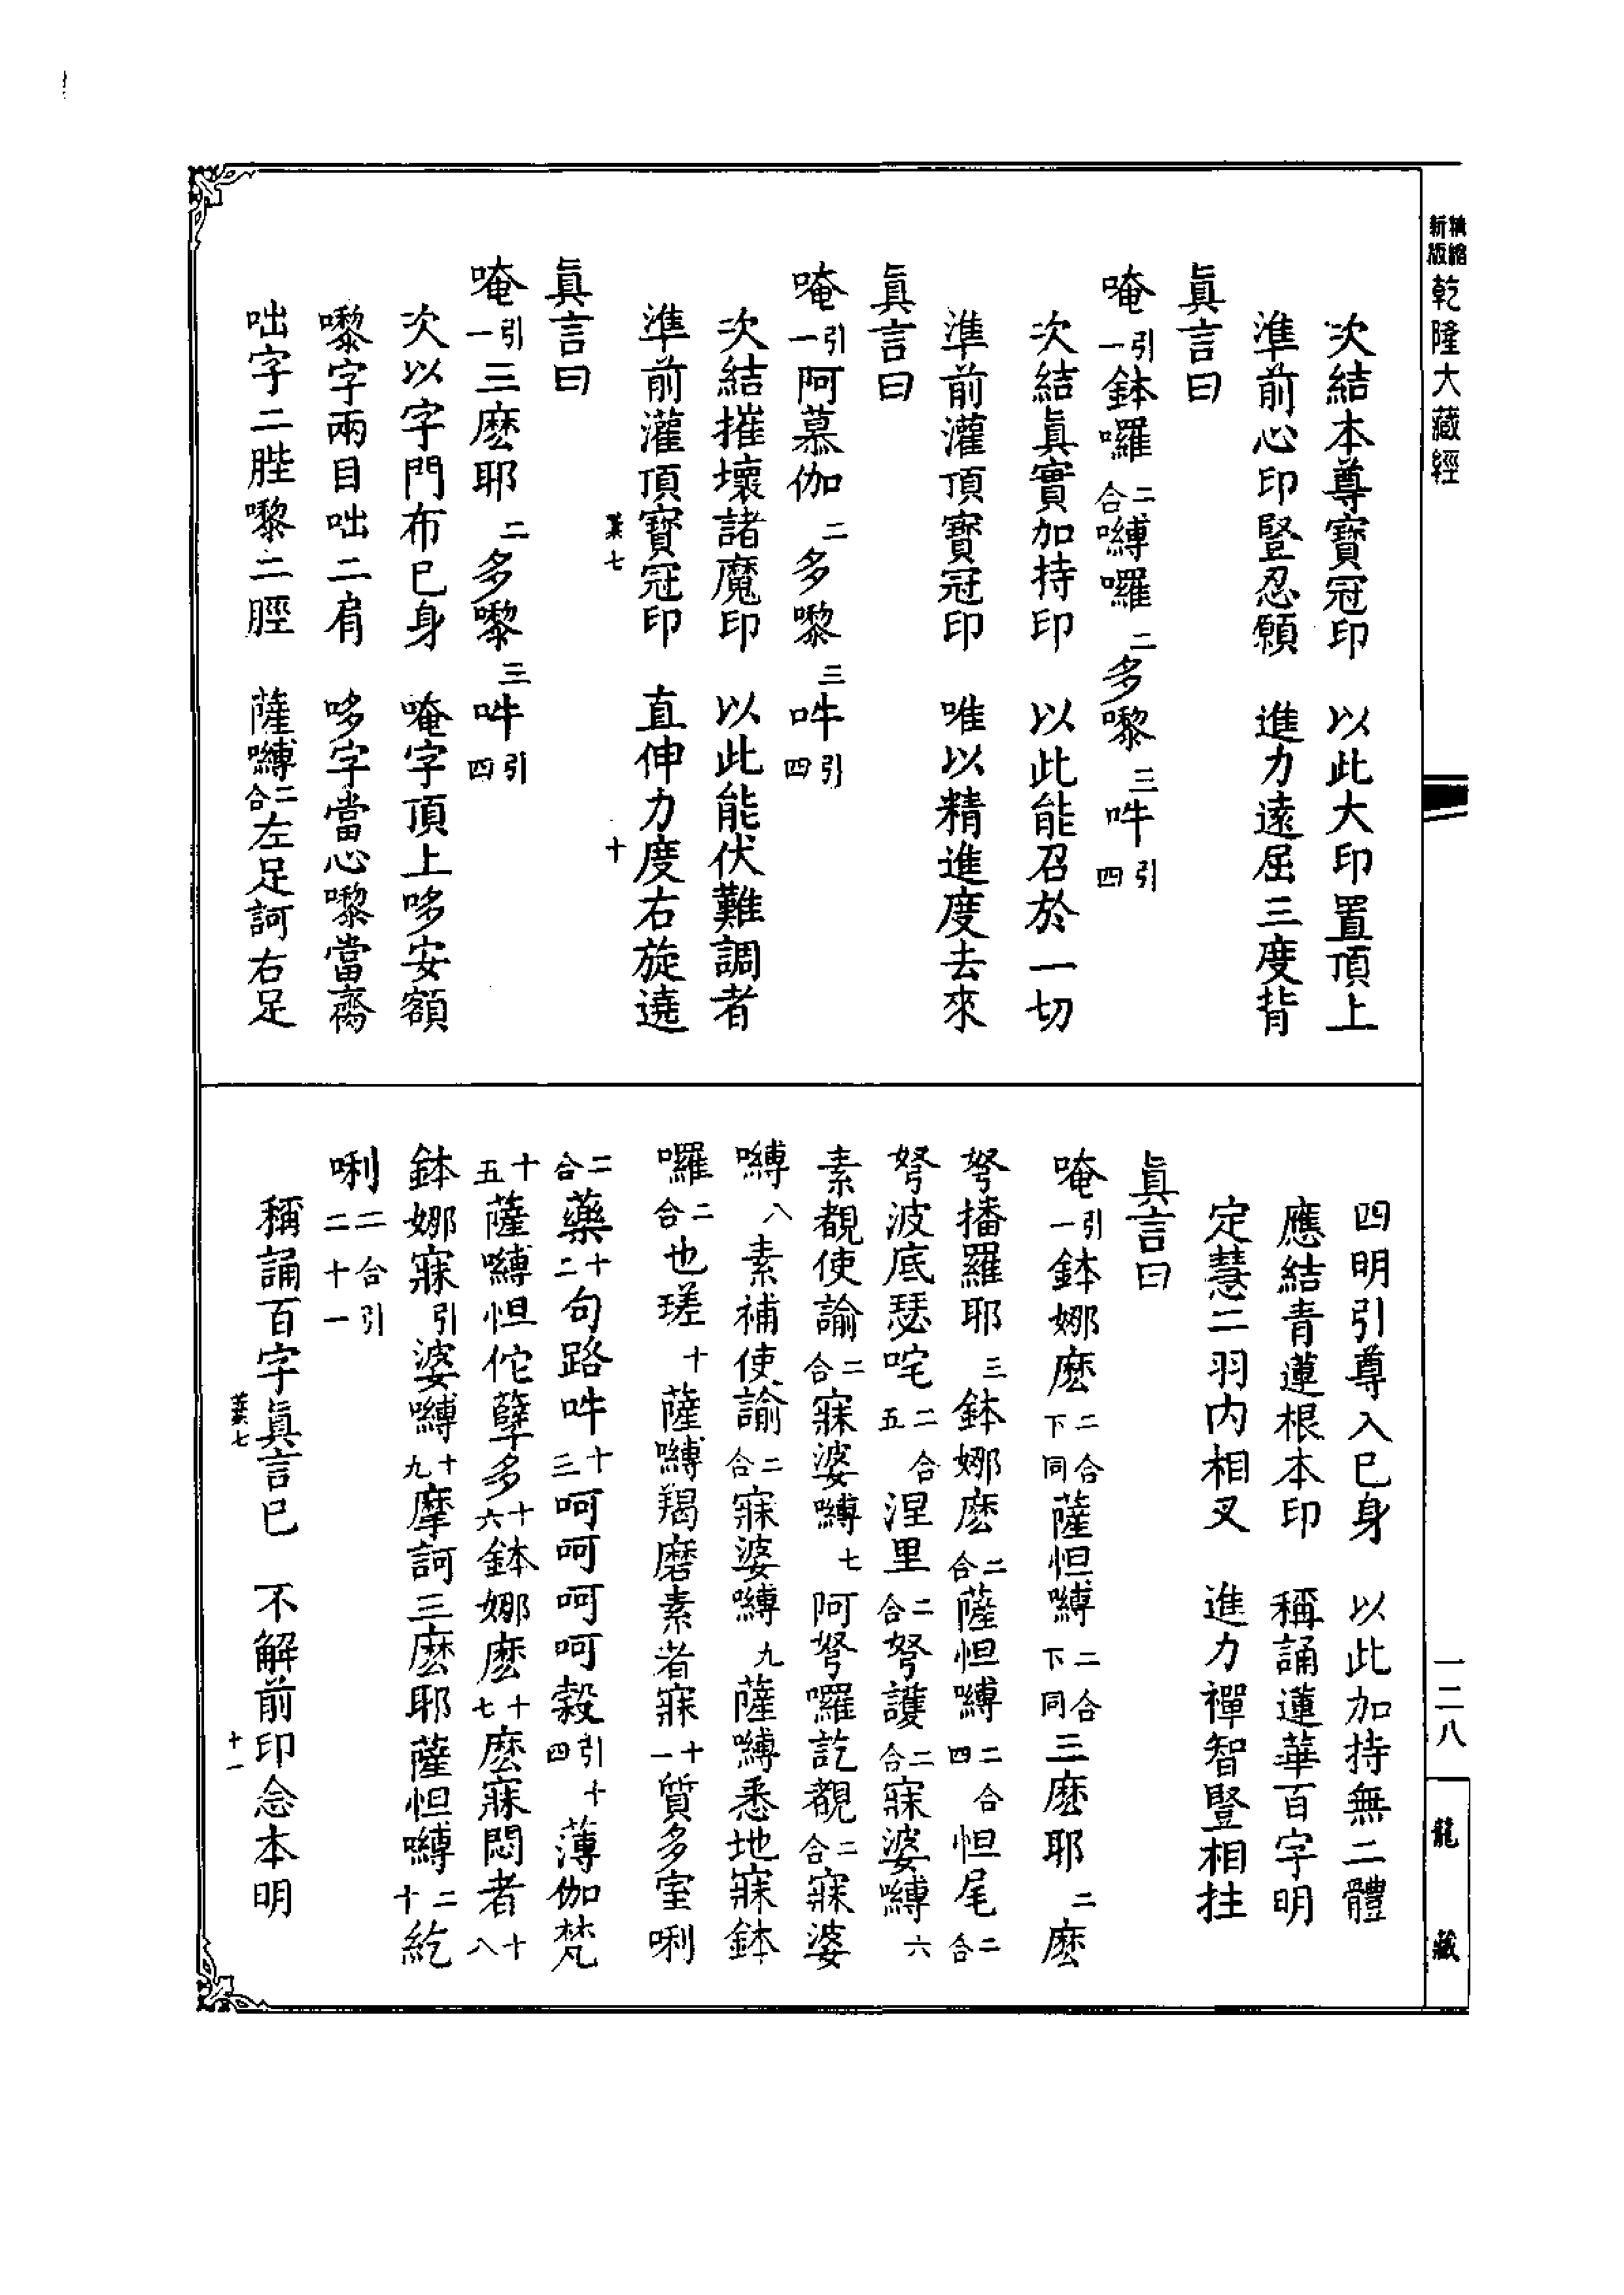 精縮新版 乾隆大藏經
次結本尊寶冠印　以此大印置頂上
準前心印豎忍願　進力遠屈三度背
眞言曰
唵引一鉢囉二合嚩囉二多嚟三吽引四
次結眞實加持印　以此能召於一切
準前灌頂寶冠印　唯以精進度去來
眞言曰
唵引一阿慕伽二多嚟三吽引四
次結摧壞諸魔印　以此能伏難調者
準前灌頂寶冠印　直伸力度右旋遶
七　十
眞言曰
唵引一三麼耶二多嚟三吽引四
次以字門布巳身　唵字頂上哆安額
嚟字兩目咄二肩　哆字當心嚟當齋
咄字二胜嚟二脛　薩嚩二合左足訶右足
四明引尊入巳身　以此加持無二體
應結青蓮根本印　稱誦蓮華百字明
定慧二羽内相叉　進力禪智豎相拄
眞言曰
唵引一鉢娜麽二合下同薩怛嚩二合下同三麽耶二麽
弩播羅耶三鉢娜麽二合薩怛嚩二合四怛尾二合
弩波底瑟咤二合五涅里二合弩護二合寐婆嚩六
素覩使諭二合寐婆嚩七阿弩囉訖覩二合寐婆
嚩八素補使諭二合寐婆嚩九薩嚩悉地寐鉢
囉二合也瑳十薩嚩羯磨素者寐十一質多室唎
二合藥十二句路吽十三呵呵呵呵穀引十四薄伽梵
十五薩嚩怛佗孽多十六鉢娜麽十七麽寐悶者十八
鉢娜寐引婆嚩十九摩訶三麽耶薩怛嚩二十紇
唎二合引二十一
稱誦百字眞言巳　不解前印念本明
七　十一
一二八
龍藏